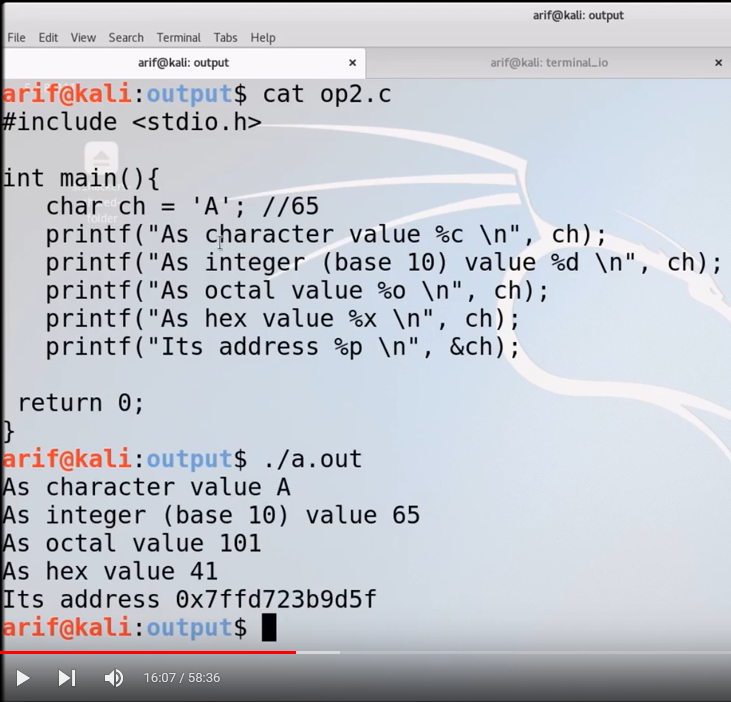 arif@kali: output
File Edit View Search Terminal Tabs Help
arif@kali: output × arif@kali: terminal_io ×
arif@kali:output$ cat op2.c
#include <stdio.h>
int main(){
   char ch = 'A'; //65
   printf("As character value %c \n", ch);
   printf("As integer (base 10) value %d \n", ch);
   printf("As octal value %o \n", ch);
   printf("As hex value %x \n", ch);
   printf("Its address %p \n", &ch);
 return 0;
}
arif@kali:output$ ./a.out
As character value A
As integer (base 10) value 65
As octal value 101
As hex value 41
Its address 0x7ffd723b9d5f
arif@kali:output$
16:07 / 58:36